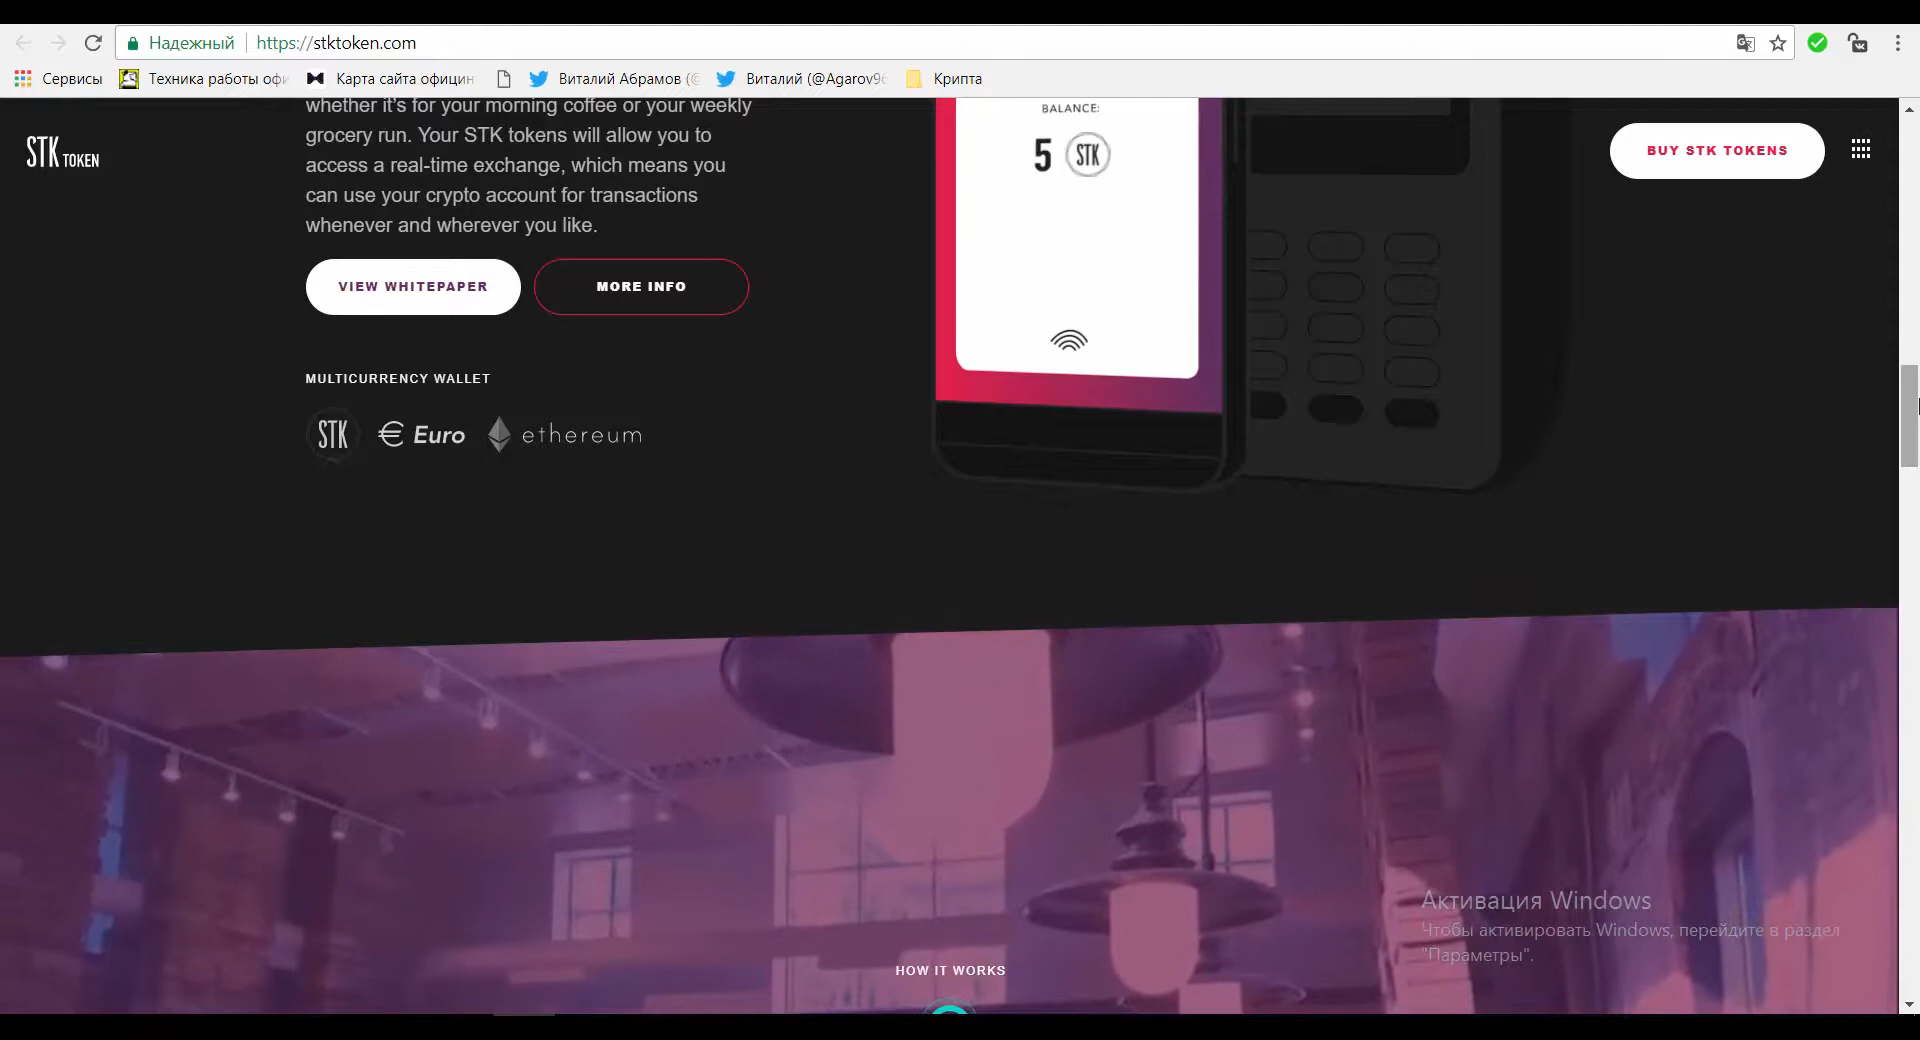 Надежный
https://stktoken.com
Сервисы
Техника работы офи
Карта сайта официн
Виталий Абрамов (@
Виталий (@Agarov96
Крипта
STK TOKEN
whether it's for your morning coffee or your weekly
grocery run. Your STK tokens will allow you to
access a real-time exchange, which means you
can use your crypto account for transactions
whenever and wherever you like.
VIEW WHITEPAPER
MORE INFO
MULTICURRENCY WALLET
STK
€ Euro
ethereum
BALANCE:
5 STK
BUY STK TOKENS
HOW IT WORKS
Активация Windows
Чтобы активировать Windows, перейдите в раздел
"Параметры".